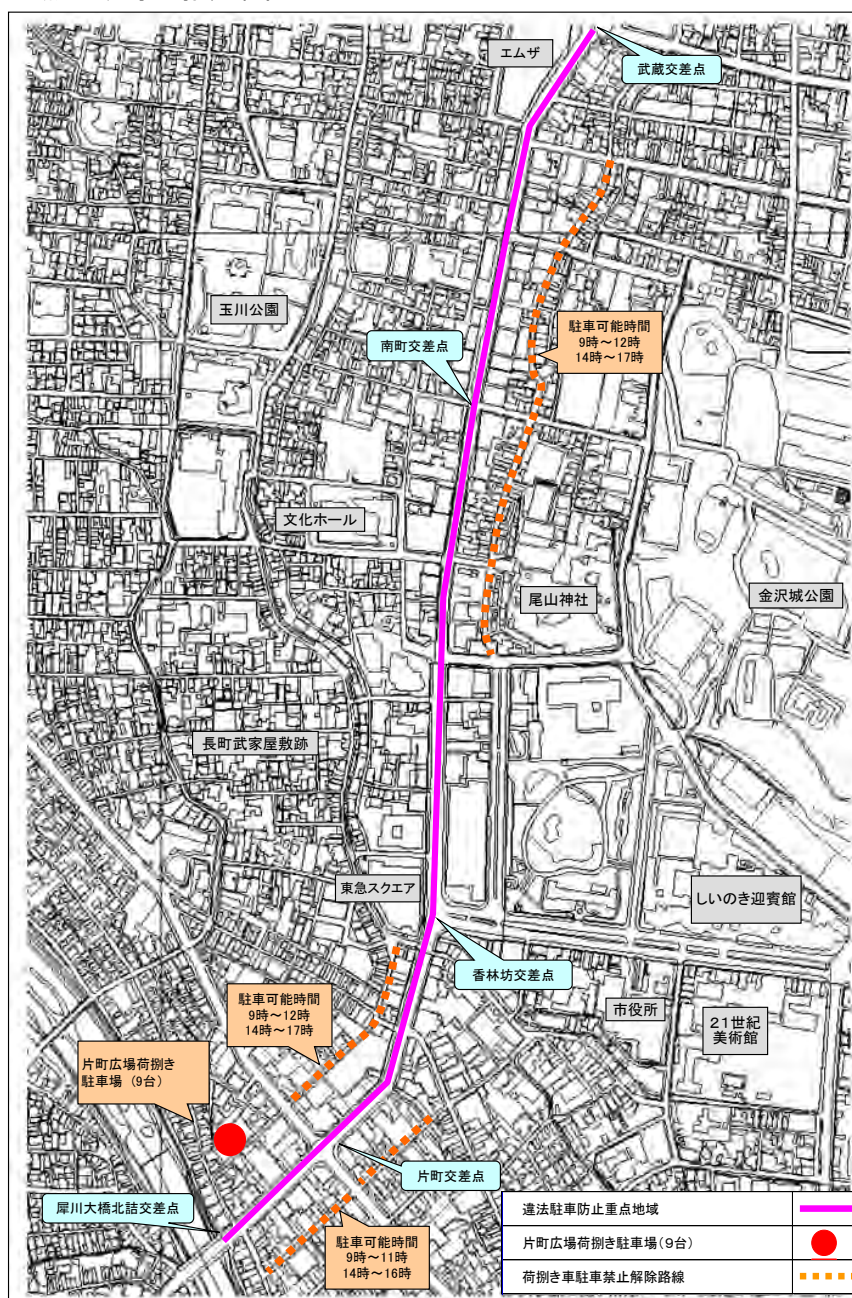 エムザ
武蔵交差点
玉川公園
駐車可能時間
9時~12時
14時~17時
南町交差点
文化ホール
尾山神社
金沢城公園
長町武家屋敷跡
東急スクエア
しいのき迎賓館
香林坊交差点
駐車可能時間
9時~12時
14時~17時
市役所
21世紀
美術館
片町広場荷捌き
駐車場 (9台)
片町交差点
犀川大橋北詰交差点
駐車可能時間
9時~11時
14時~16時
違法駐車防止重点地域
片町広場荷捌き駐車場(9台)
荷捌き車駐車禁止解除路線